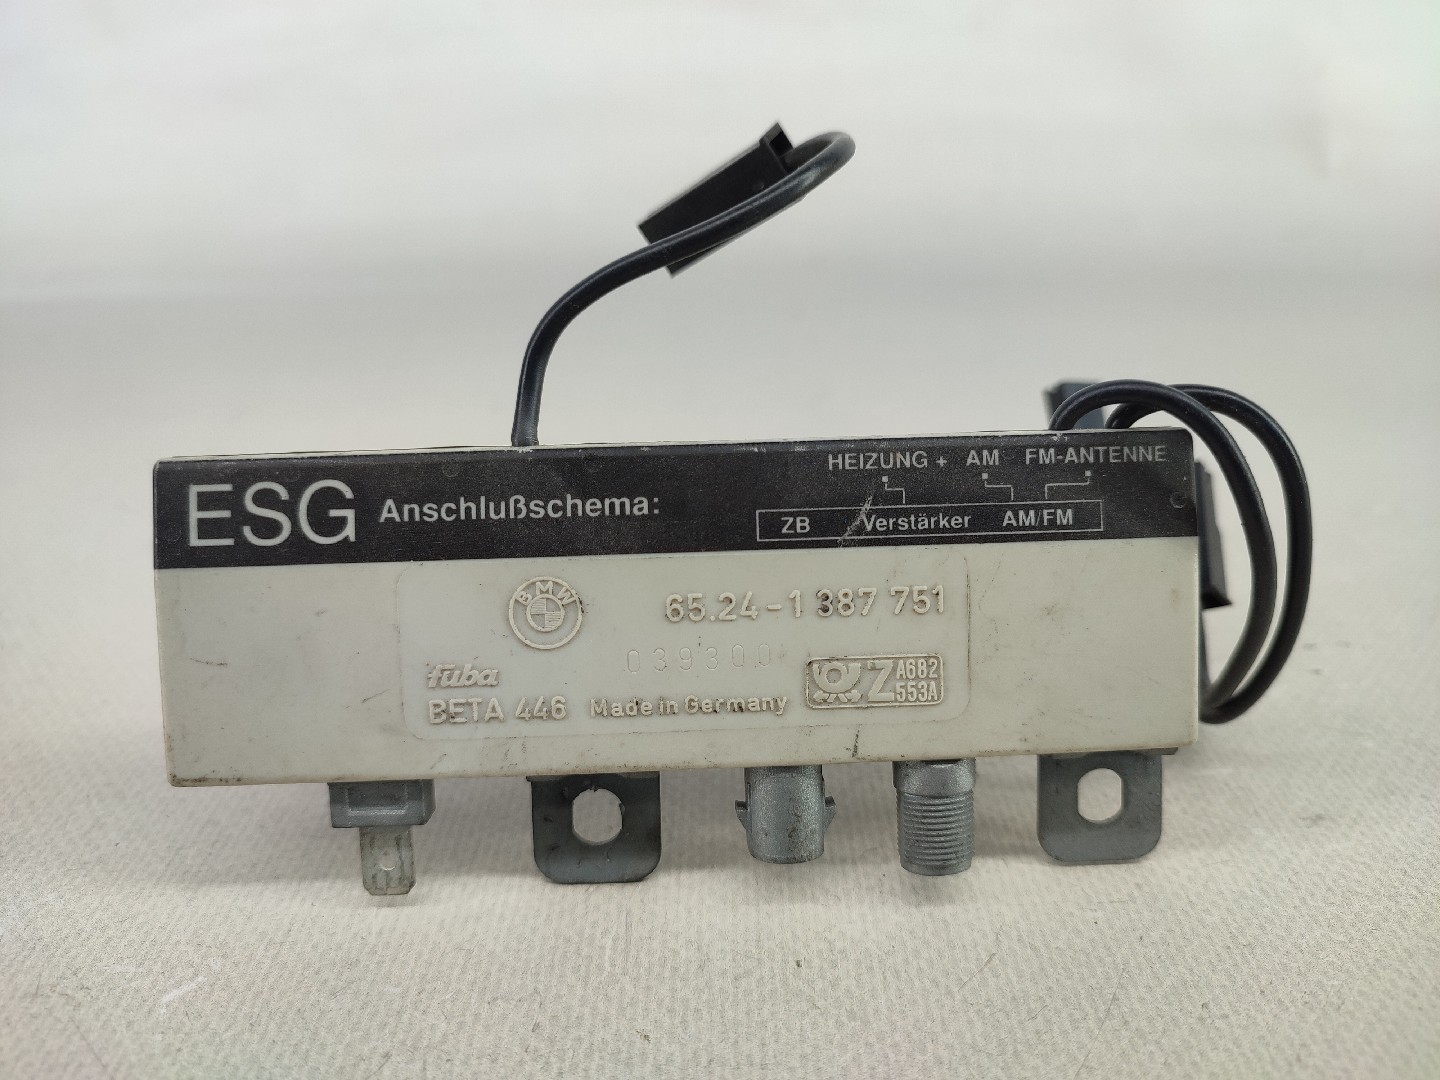 HEIZUNG + AM FM-ANTENNE
ESG Anschlußschema:
ZB Verstärker AM/FM
BMW
65.24-1 387 751
039300
fuba
BETA 446 Made in Germany
Z A682
553A